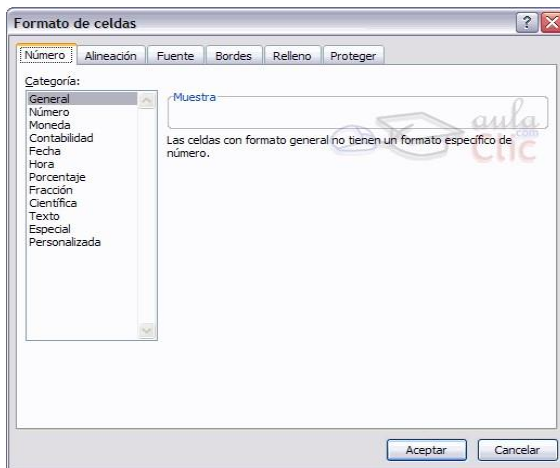 Formato de celdas
Número Alineación Fuente Bordes Relleno Proteger
Categoría:
General
Número
Moneda
Contabilidad
Fecha
Hora
Porcentaje
Fracción
Científica
Texto
Especial
Personalizada
Muestra
aula
.com
Clic
Las celdas con formato general no tienen un formato específico de
número.
Aceptar Cancelar